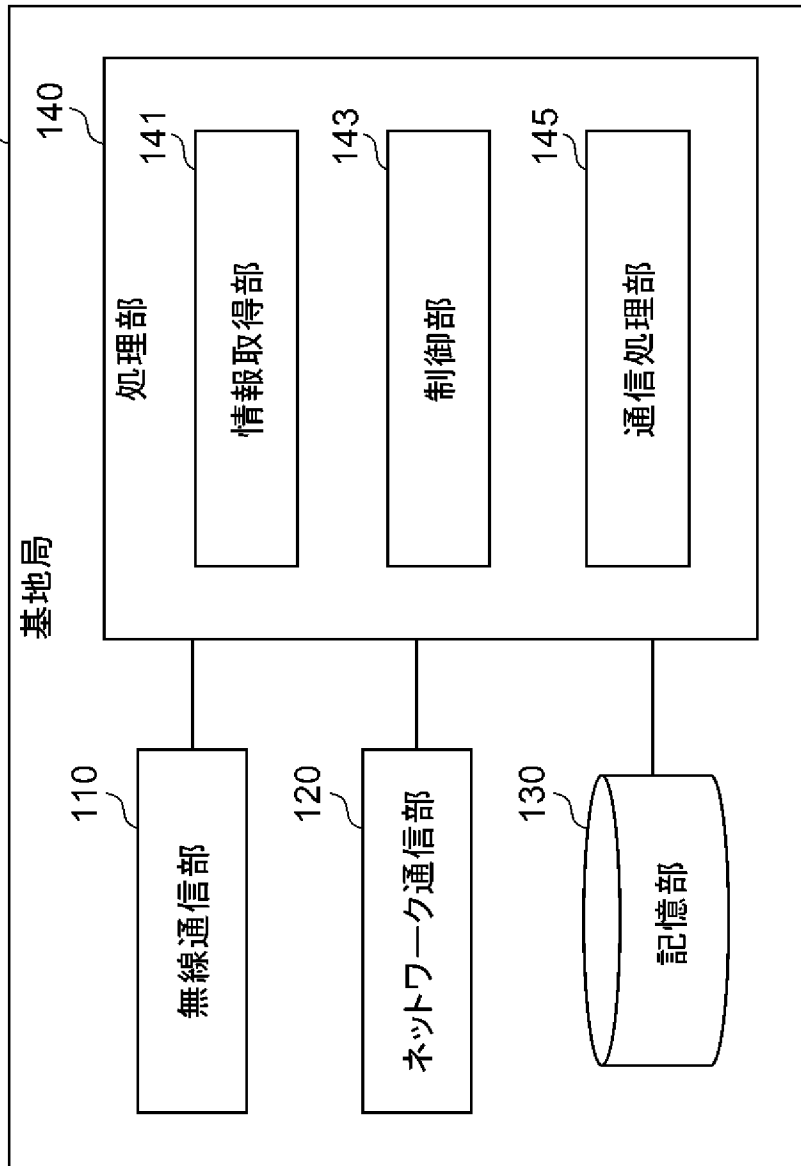 基地局
110
無線通信部
120
ネットワーク通信部
130
記憶部
140
処理部
141
情報取得部
143
制御部
145
通信処理部